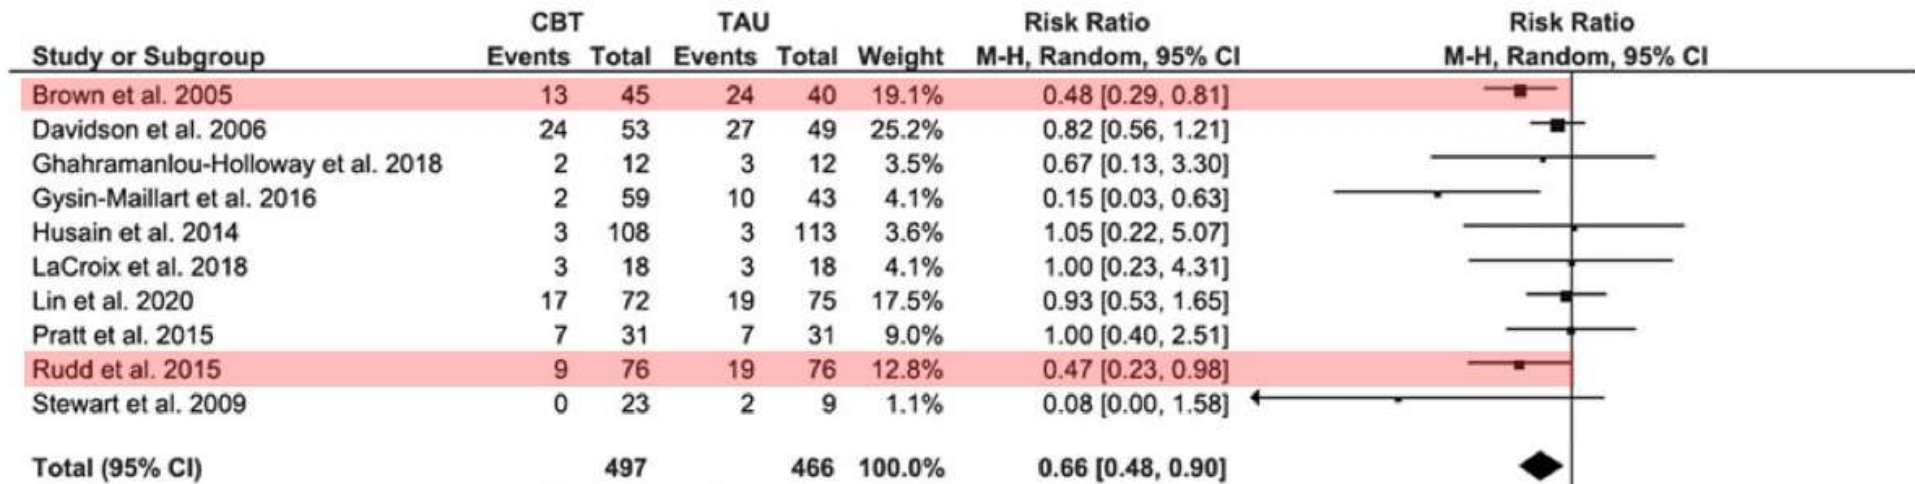 CBT TAU Risk Ratio Risk Ratio
Study or Subgroup Events Total Events Total Weight M-H, Random, 95% CI M-H, Random, 95% CI
Brown et al. 2005 13 45 24 40 19.1% 0.48 [0.29, 0.81]
Davidson et al. 2006 24 53 27 49 25.2% 0.82 [0.56, 1.21]
Ghahramanlou-Holloway et al. 2018 2 12 3 12 3.5% 0.67 [0.13, 3.30]
Gysin-Maillart et al. 2016 2 59 10 43 4.1% 0.15 [0.03, 0.63]
Husain et al. 2014 3 108 3 113 3.6% 1.05 [0.22, 5.07]
LaCroix et al. 2018 3 18 3 18 4.1% 1.00 [0.23, 4.31]
Lin et al. 2020 17 72 19 75 17.5% 0.93 [0.53, 1.65]
Pratt et al. 2015 7 31 7 31 9.0% 1.00 [0.40, 2.51]
Rudd et al. 2015 9 76 19 76 12.8% 0.47 [0.23, 0.98]
Stewart et al. 2009 0 23 2 9 1.1% 0.08 [0.00, 1.58]
Total (95% CI) 497 466 100.0% 0.66 [0.48, 0.90]